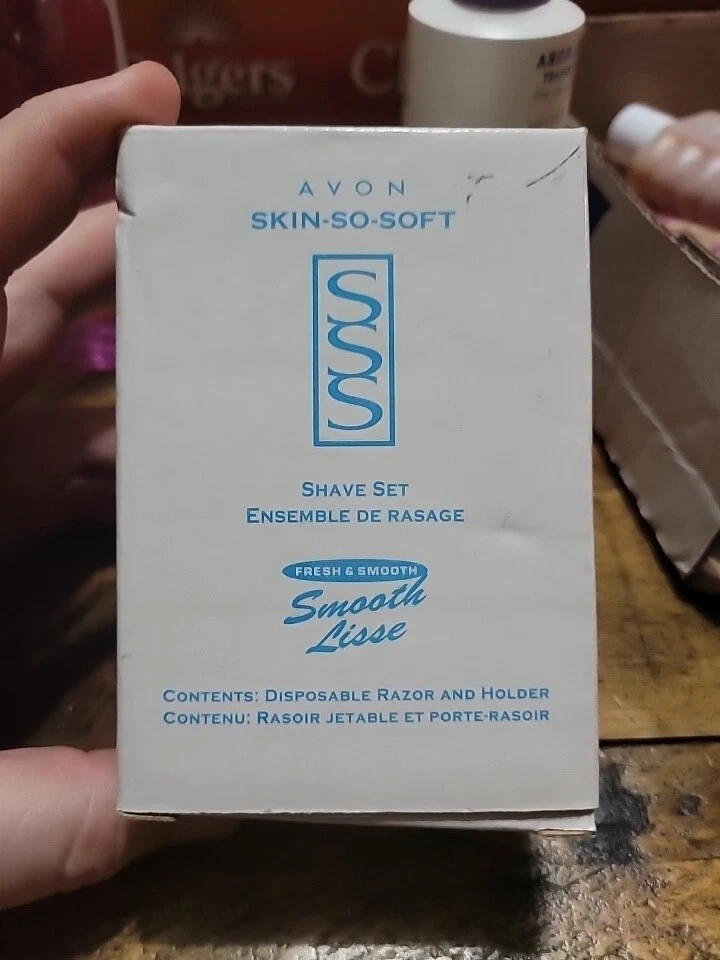 AVON
SKIN-SO-SOFT
SSS
SHAVE SET
ENSEMBLE DE RASAGE
FRESH & SMOOTH
Smooth
Lisse
CONTENTS: DISPOSABLE RAZOR AND HOLDER
CONTENU: RASOIR JETABLE ET PORTE-RASOIR